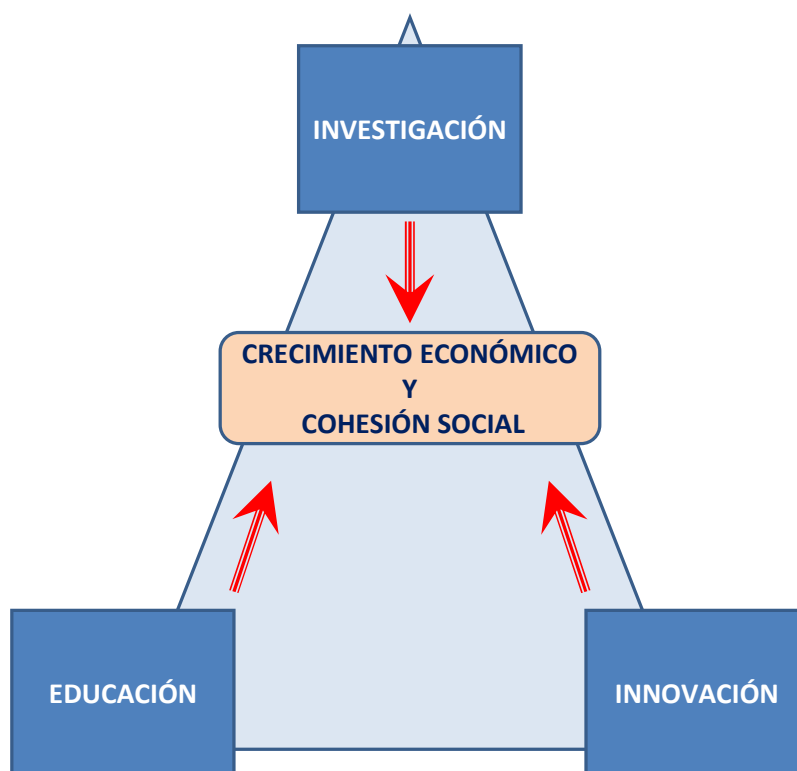 INVESTIGACIÓN
CRECIMIENTO ECONÓMICO
Y
COHESIÓN SOCIAL
EDUCACIÓN
INNOVACIÓN